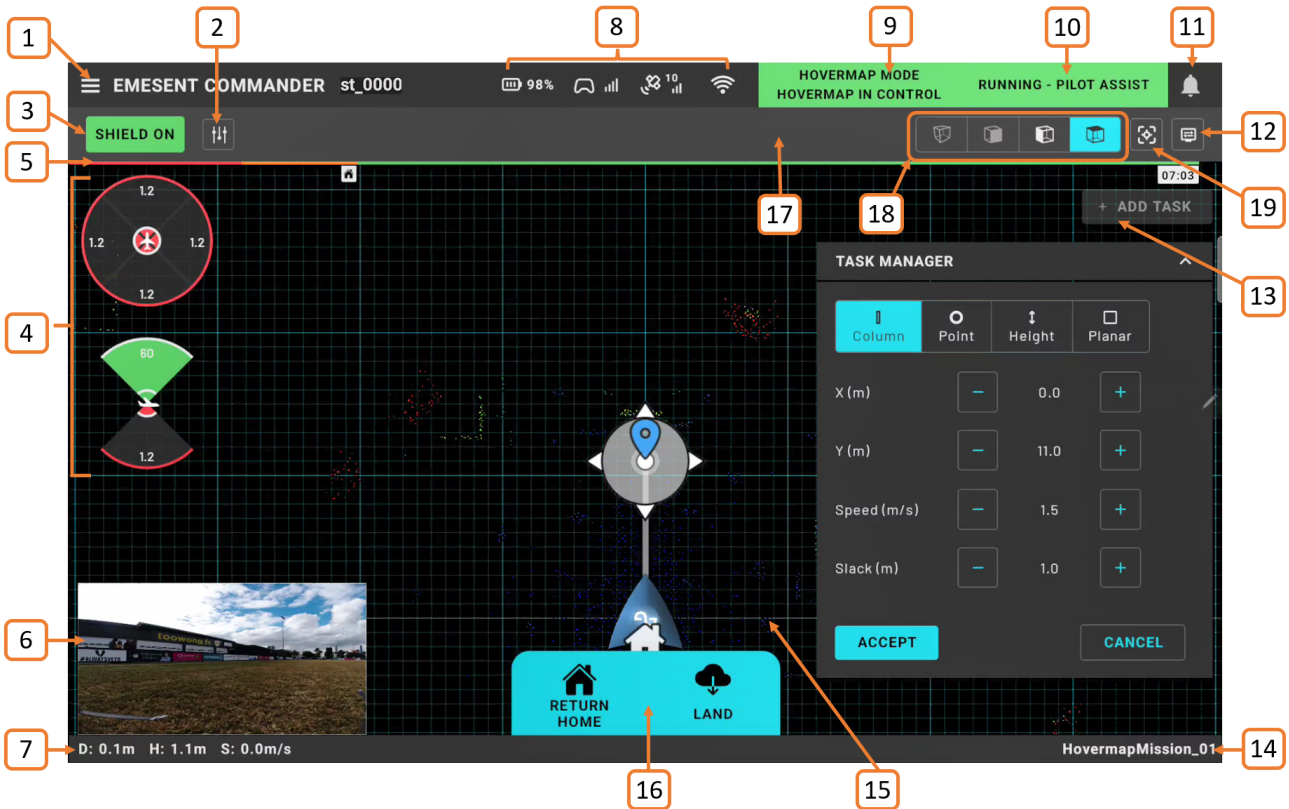 1
2
8
9
10
11
EMESENT COMMANDER st_0000
98%
10
HOVERMAP MODE
HOVERMAP IN CONTROL
RUNNING - PILOT ASSIST
3
SHIELD ON
12
5
07:03
17
18
19
+ ADD TASK
13
4
1.2
1.2
1.2
1.2
60
1.2
TASK MANAGER
Column
Point
Height
Planar
X (m)
-
0.0
+
Y (m)
-
11.0
+
Speed (m/s)
-
1.5
+
Slack (m)
-
1.0
+
ACCEPT
CANCEL
6
toowong fc
RETURN
HOME
LAND
7
D: 0.1m H: 1.1m S: 0.0m/s
HovermapMission_01
14
16
15